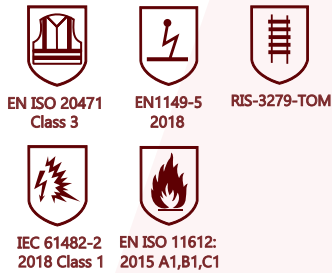 EN ISO 20471
Class 3
EN1149-5
2018
RIS-3279-TOM
IEC 61482-2
2018 Class 1
EN ISO 11612:
2015 A1,B1,C1